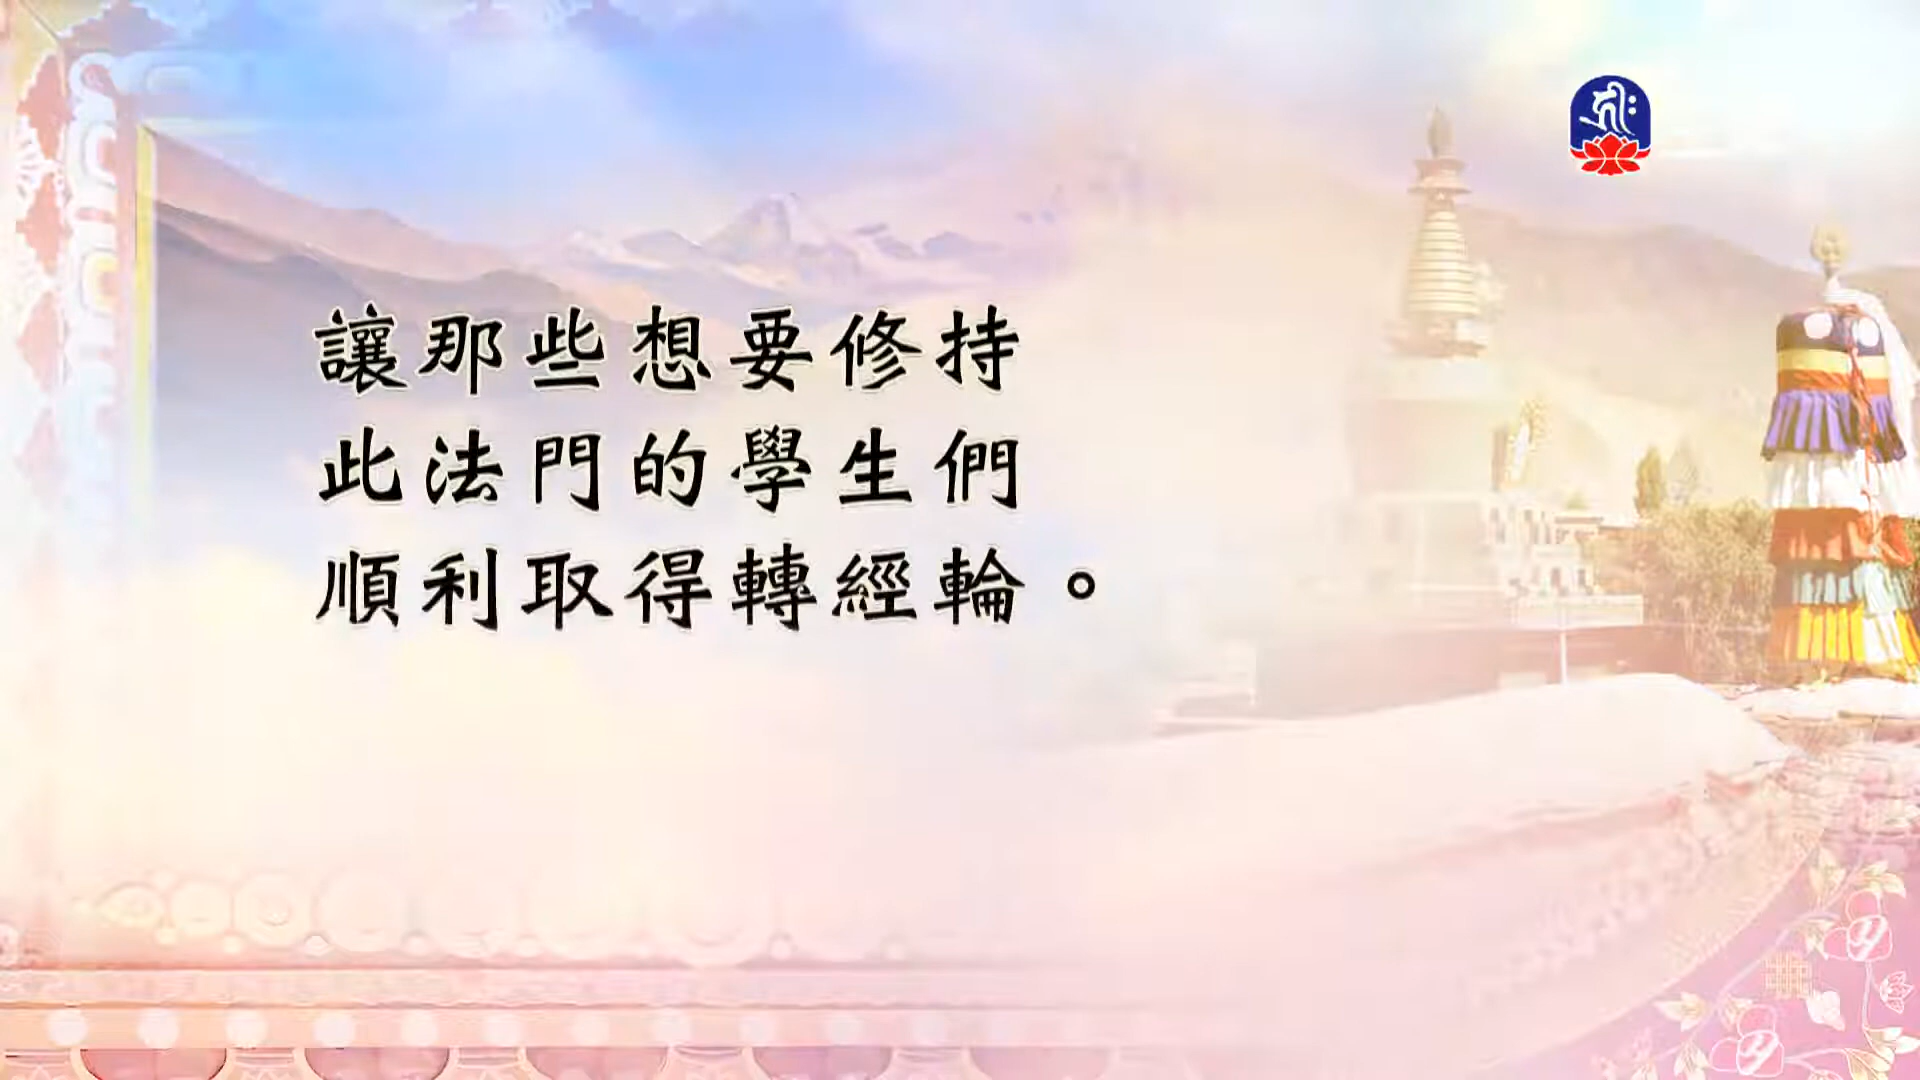 讓那些想要修持
此法門的學生們
順利取得轉經輪。